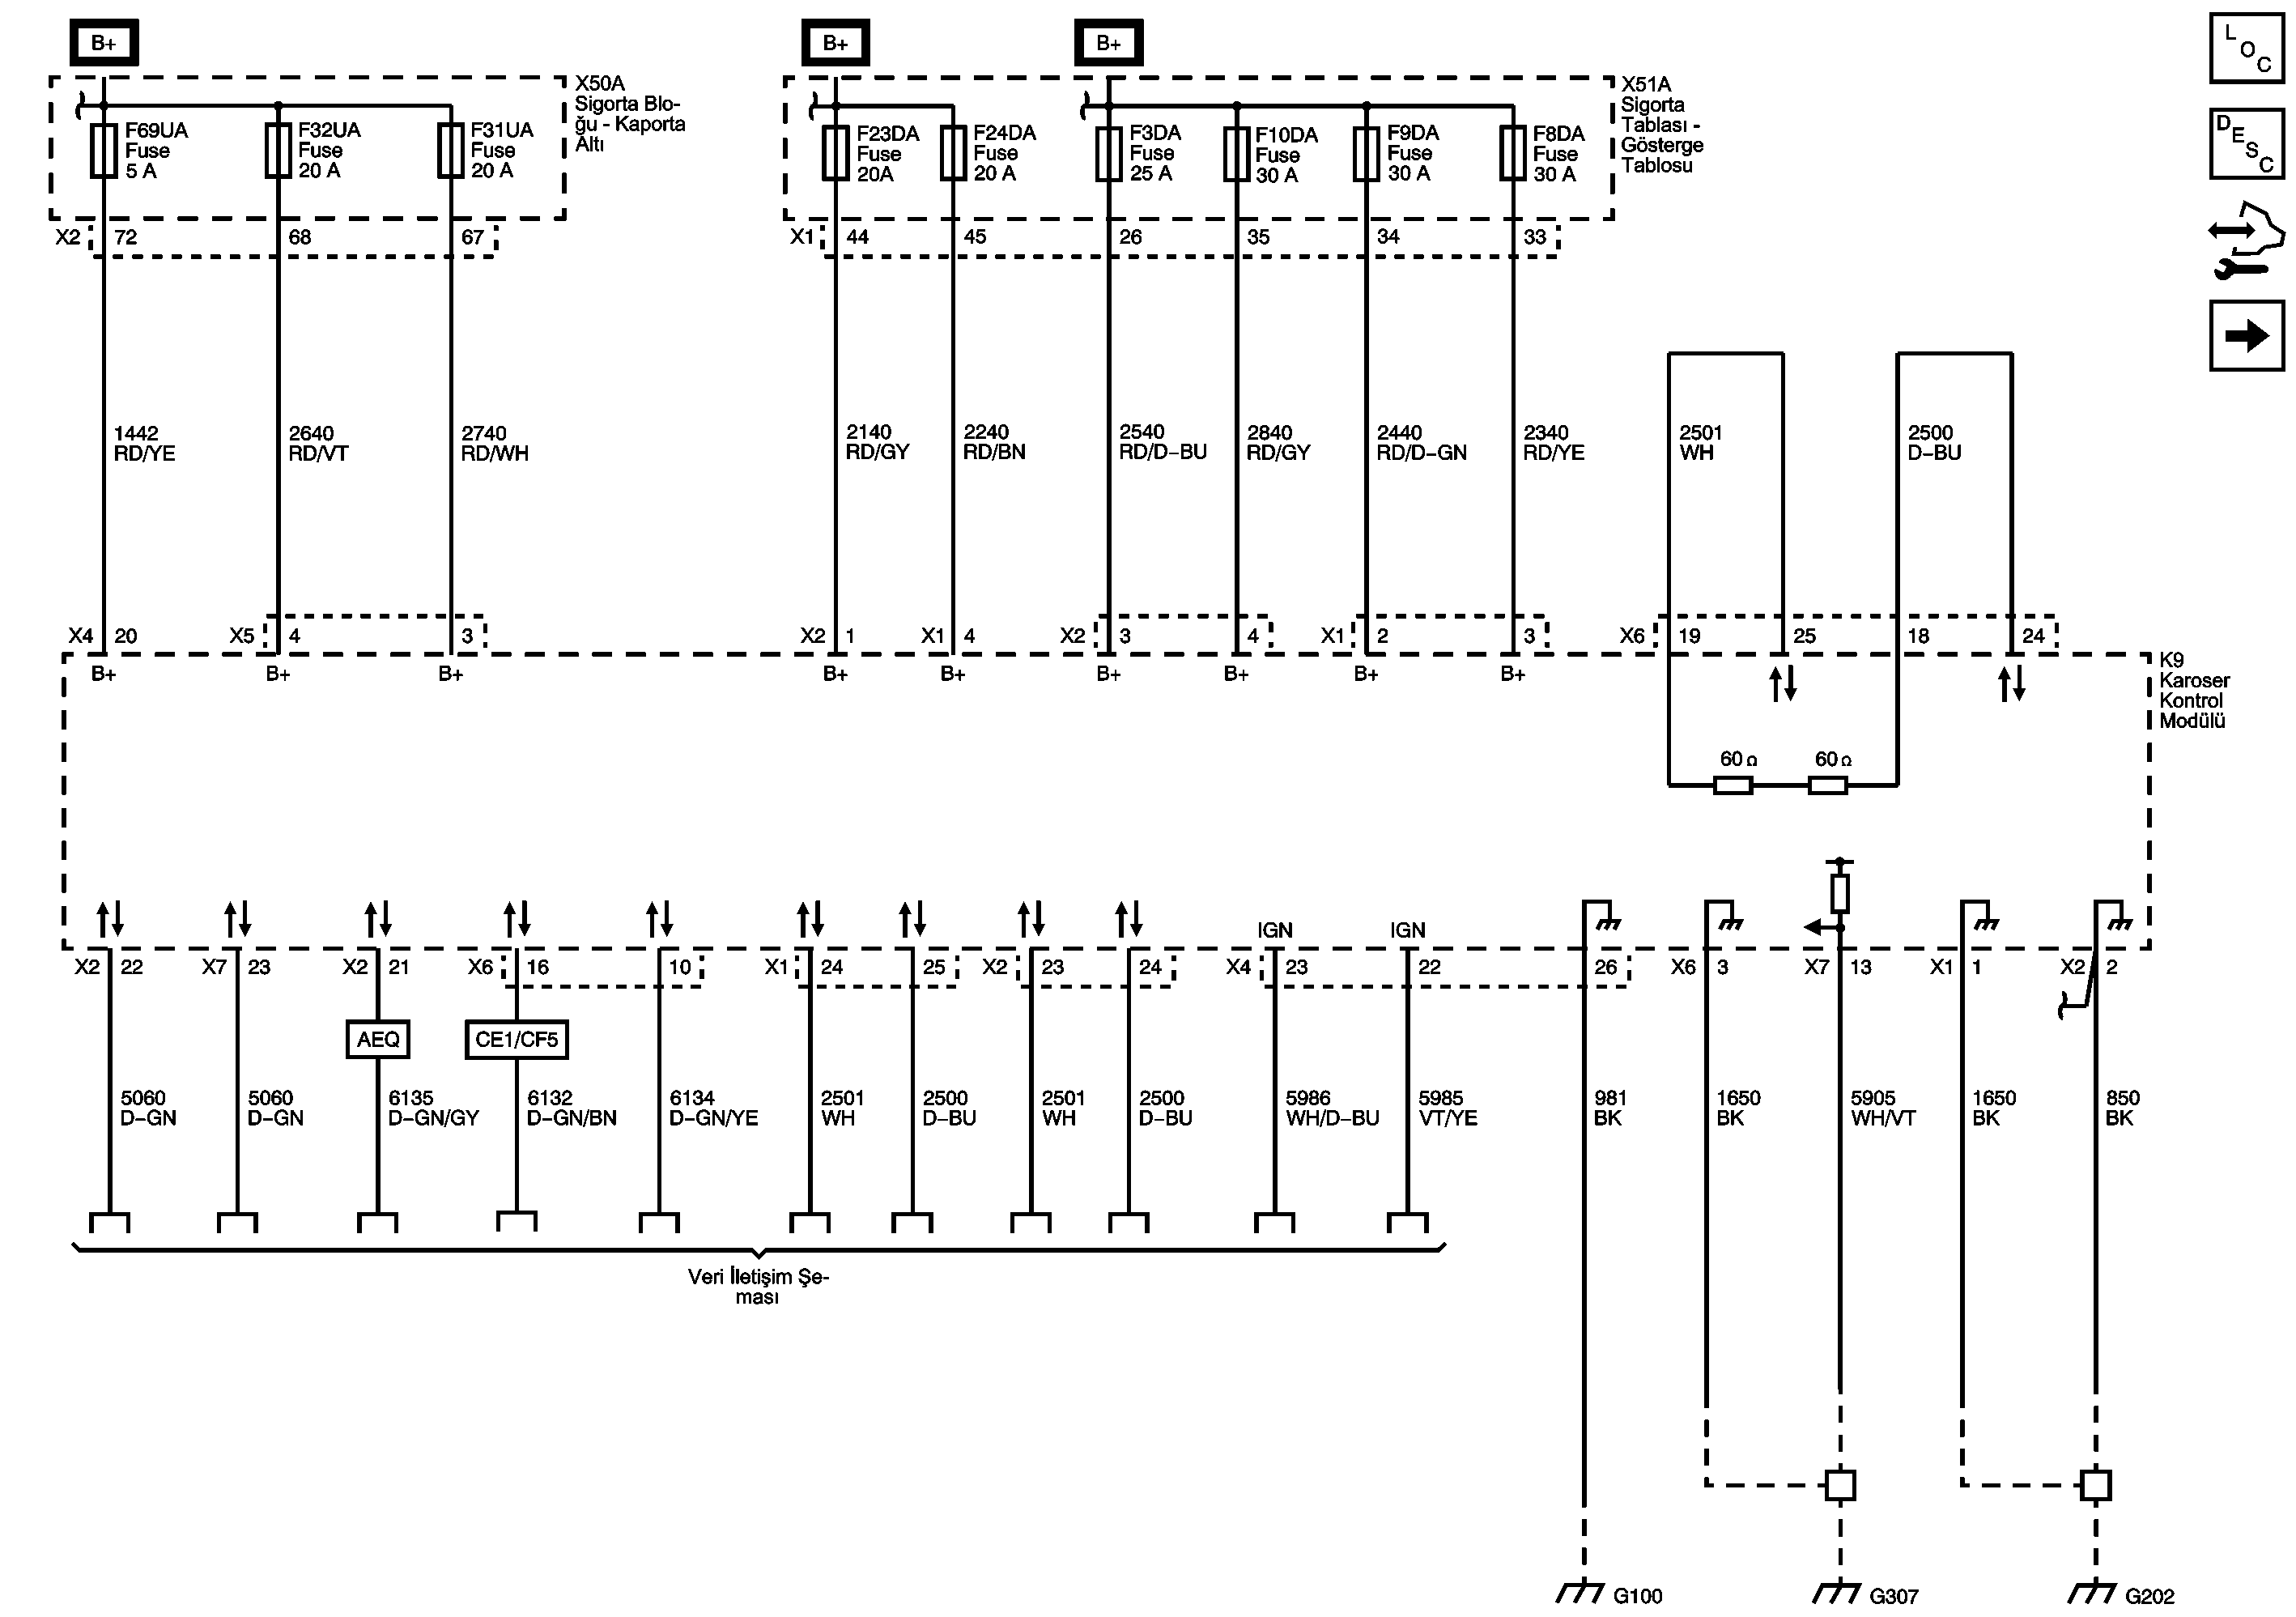 B+
B+
B+
L
O
C
X50A
Sigorta Blo-
ğu - Kaporta
Altı
F69UA
Fuse
5 A
F32UA
Fuse
20 A
F31UA
Fuse
20 A
F23DA
Fuse
20A
F24DA
Fuse
20 A
F3DA
Fuse
25 A
F10DA
Fuse
30 A
F9DA
Fuse
30 A
F8DA
Fuse
30 A
X51A
Sigorta
Tablası -
Gösterge
Tablosu
D
E
S
C
X2 72 68 67
X1 44 45 26 35 34 33
1442
RD/YE
2640
RD/VT
2740
RD/WH
2140
RD/GY
2240
RD/BN
2540
RD/D–BU
2840
RD/GY
2440
RD/D–GN
2340
RD/YE
2501
WH
2500
D–BU
X4 20 X5 4 3 X2 1 X1 4 X2 3 4 X1 2 3 X6 19 25 18 24
B+ B+ B+ B+ B+ B+ B+ B+ B+
K9
Karoser
Kontrol
Modülü
60 Ω 60 Ω
IGN IGN
X2 22 X7 23 X2 21 X6 16 10 X1 24 25 X2 23 24 X4 23 22 26 X6 3 X7 13 X1 1 X2 2
AEQ
CE1/CF5
5060
D–GN
5060
D–GN
6135
D–GN/GY
6132
D–GN/BN
6134
D–GN/YE
2501
WH
2500
D–BU
2501
WH
2500
D–BU
5986
WH/D–BU
5985
VT/YE
981
BK
1650
BK
5905
WH/VT
1650
BK
850
BK
Veri İletişim Şe-
ması
G100
G307
G202